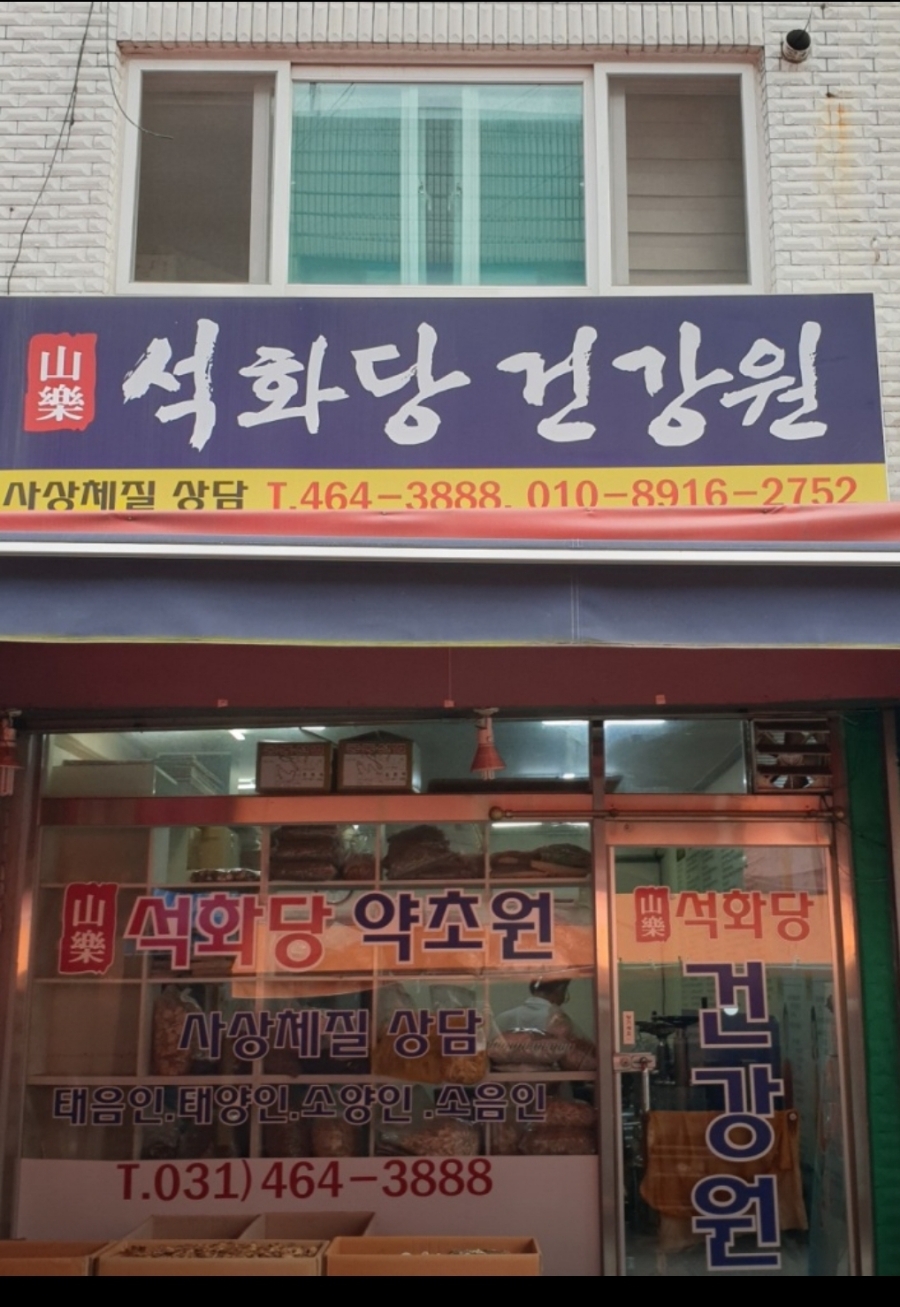 山樂 석화당 건강원
사상체질 상담 T.464-3888. 010-8916-2752
山樂 석화당 약초원
사상체질 상담
태음인.태양인.소양인.소음인
T.031)464-3888
山樂 석화당
건강원